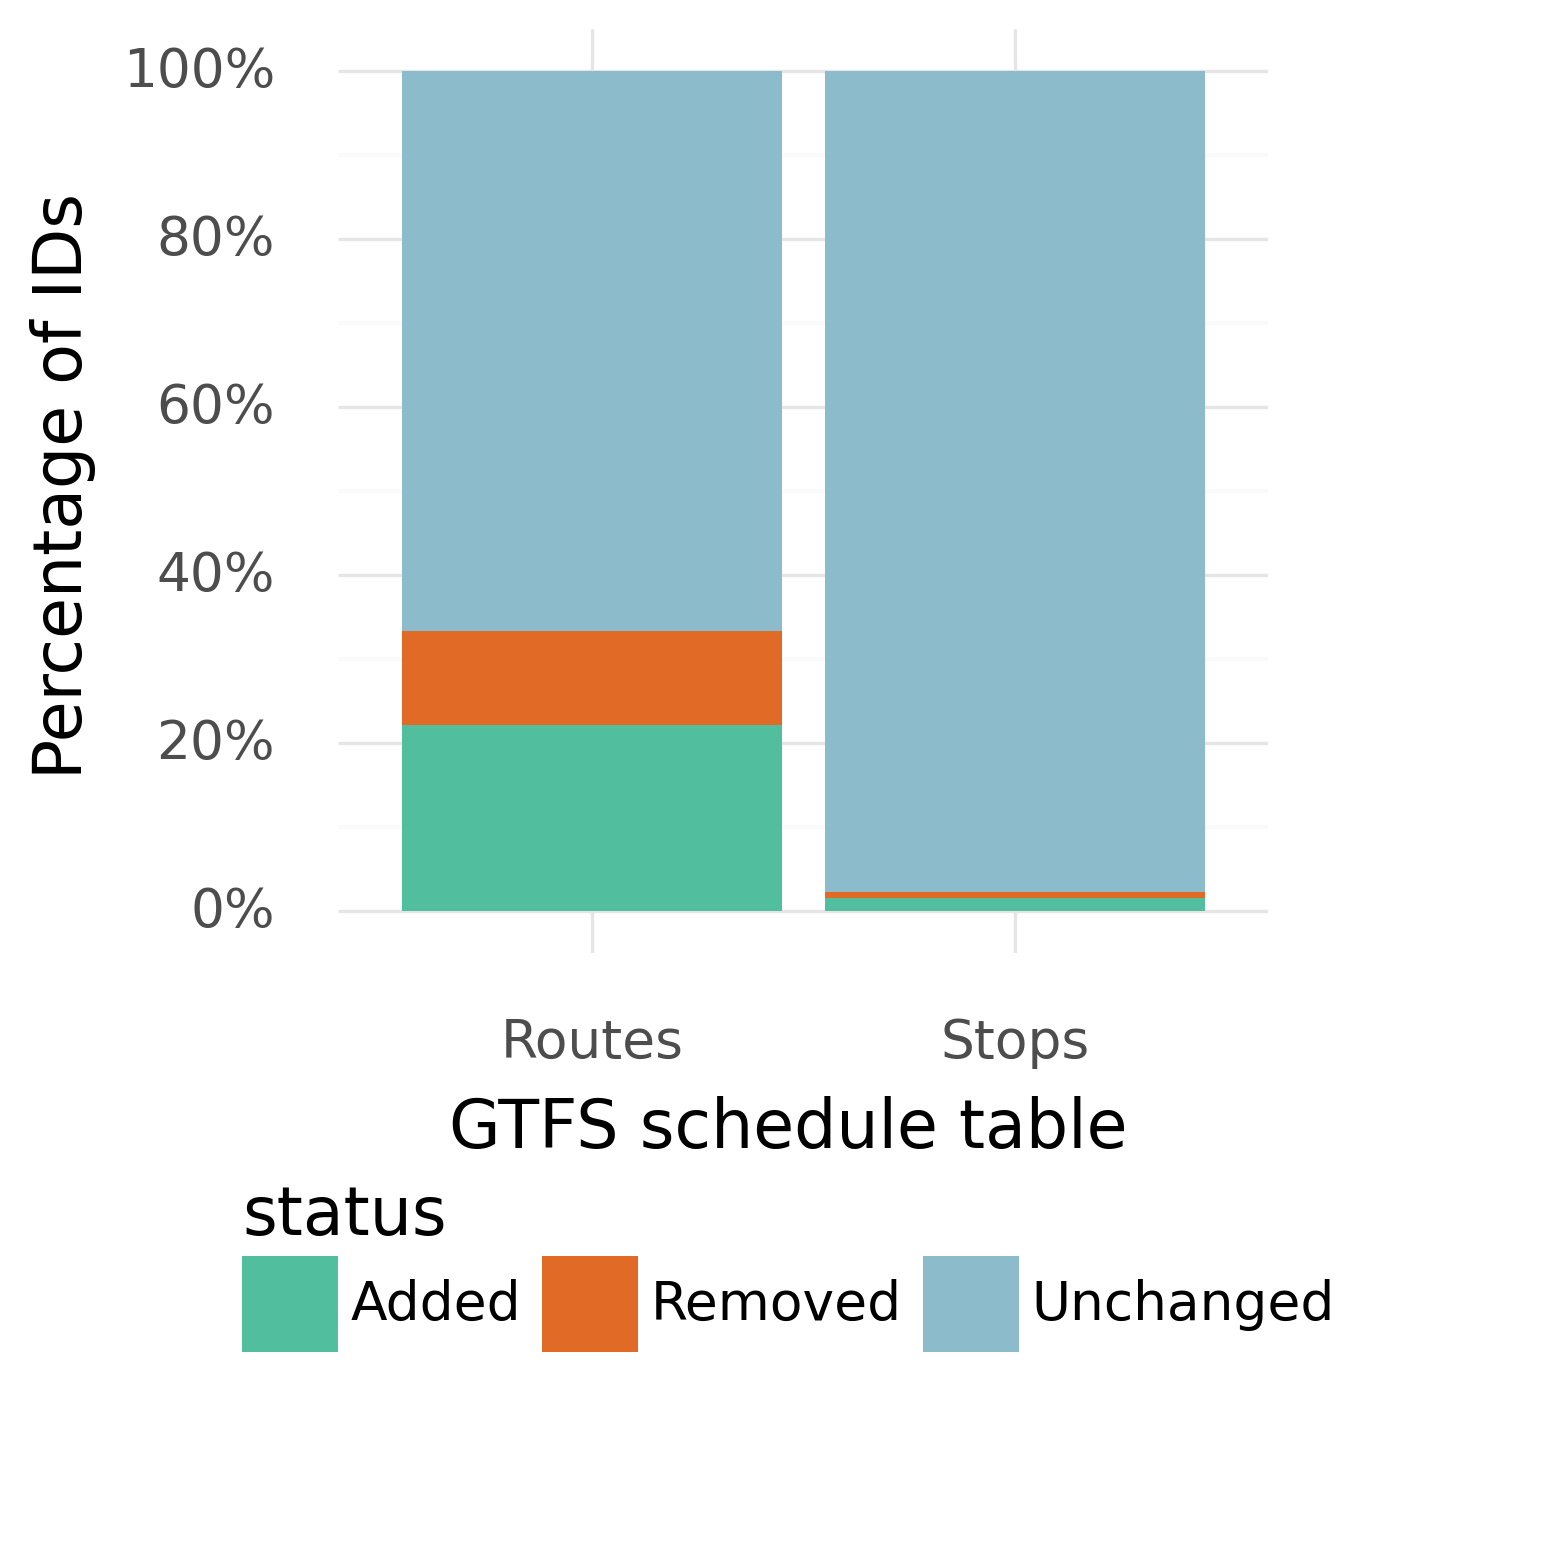 100%
80%
60%
40%
20%
0%
Percentage of IDs
Routes Stops
GTFS schedule table
status
Added Removed Unchanged